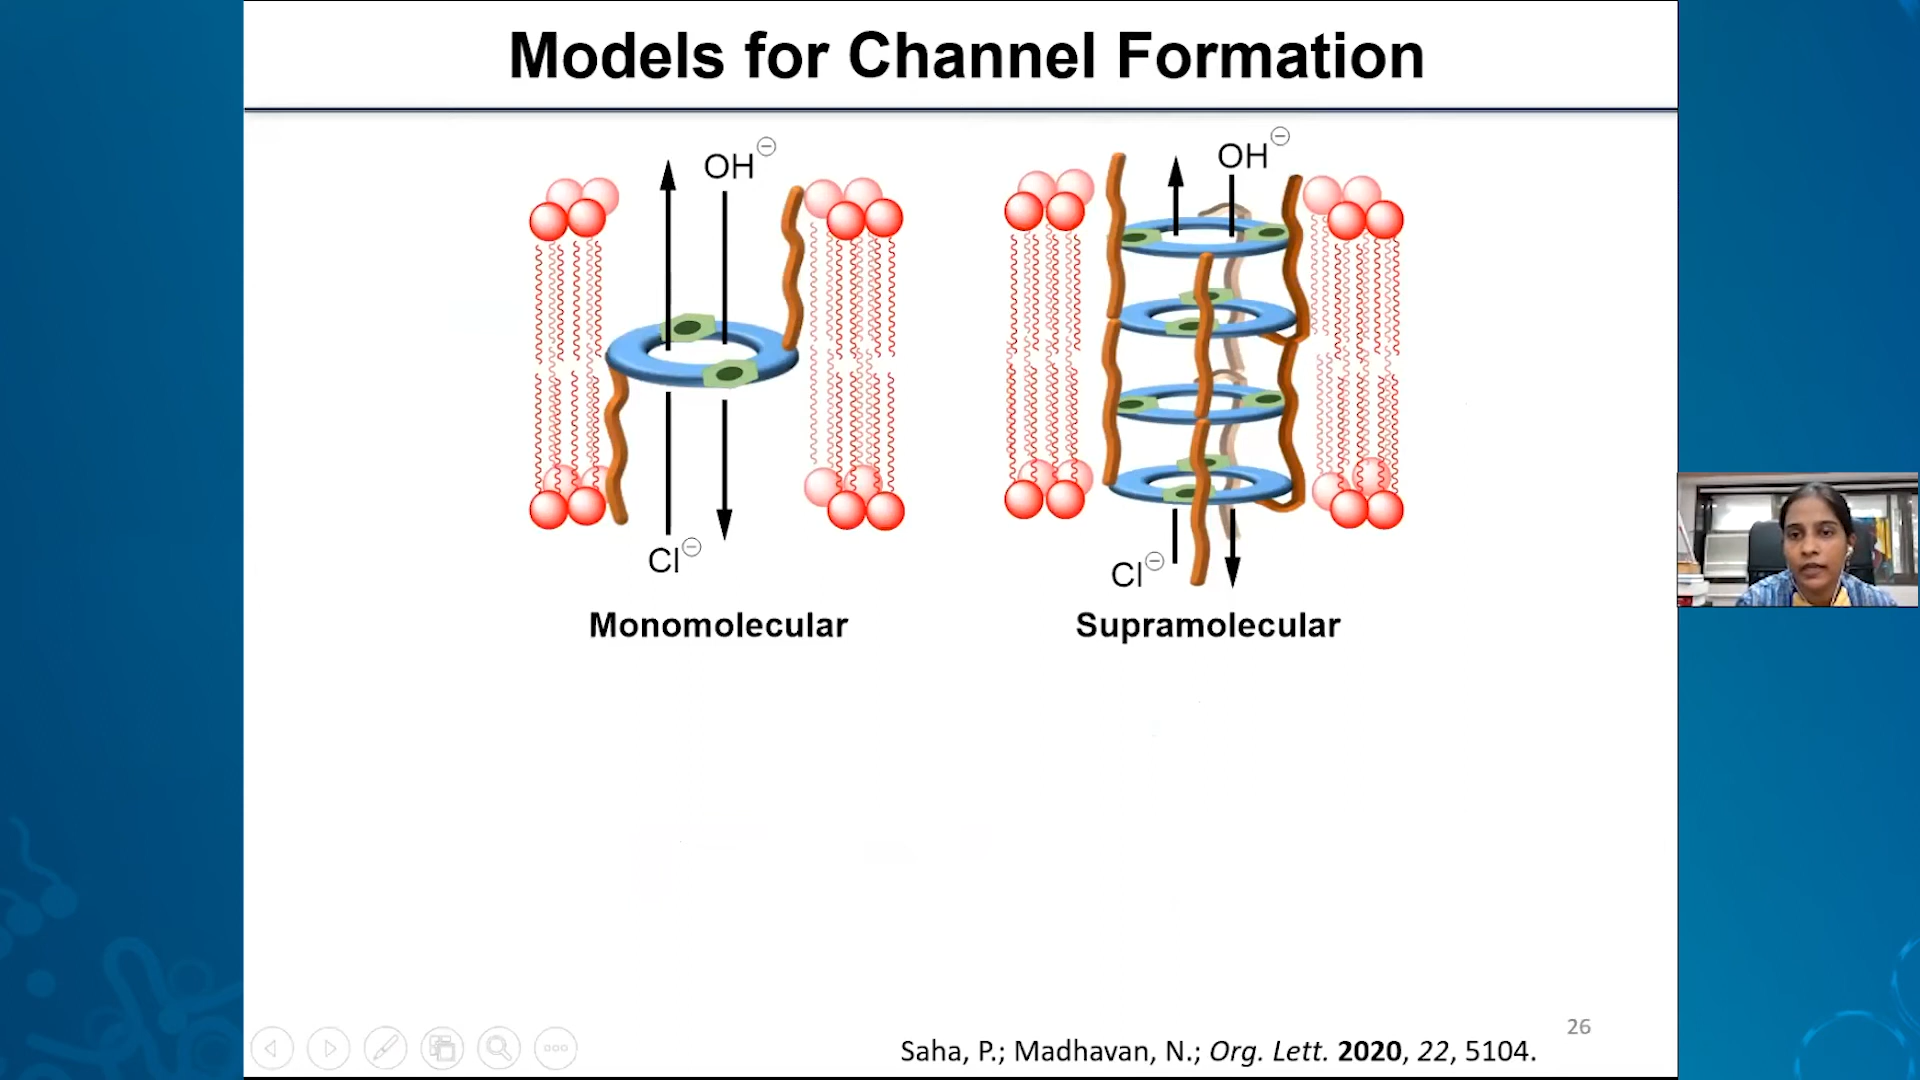 Models for Channel Formation
OH⊖
OH⊖
Cl⊖
Cl⊖
Monomolecular
Supramolecular
26
Saha, P.; Madhavan, N.; Org. Lett. 2020, 22, 5104.